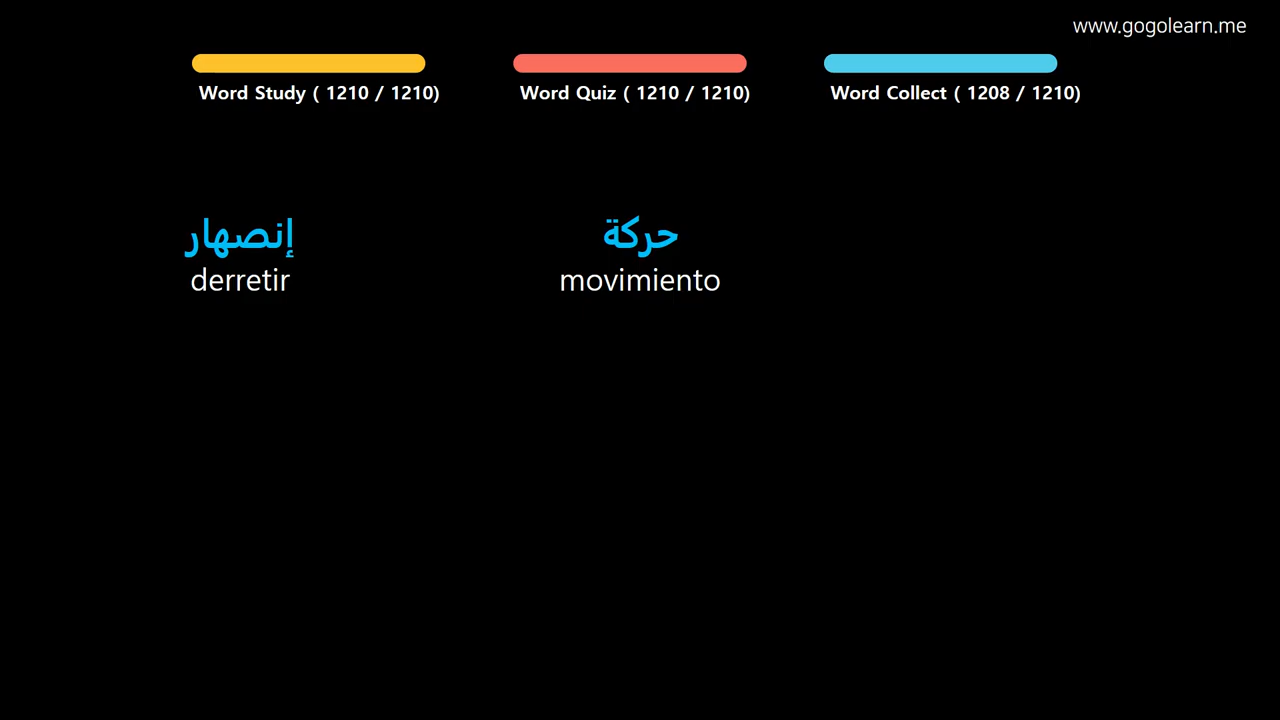 www.gogolearn.me
Word Study ( 1210 / 1210)
Word Quiz ( 1210 / 1210)
Word Collect ( 1208 / 1210)
إنصهار
derretir
حركة
movimiento